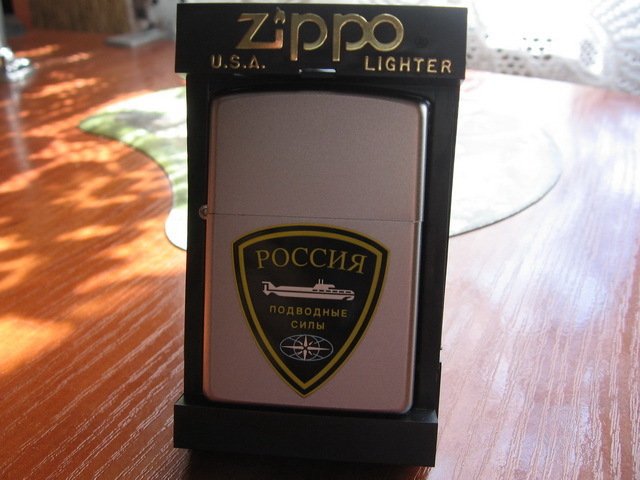 zippo
U.S.A. LIGHTER
РОССИЯ
ПОДВОДНЫЕ
СИЛЫ